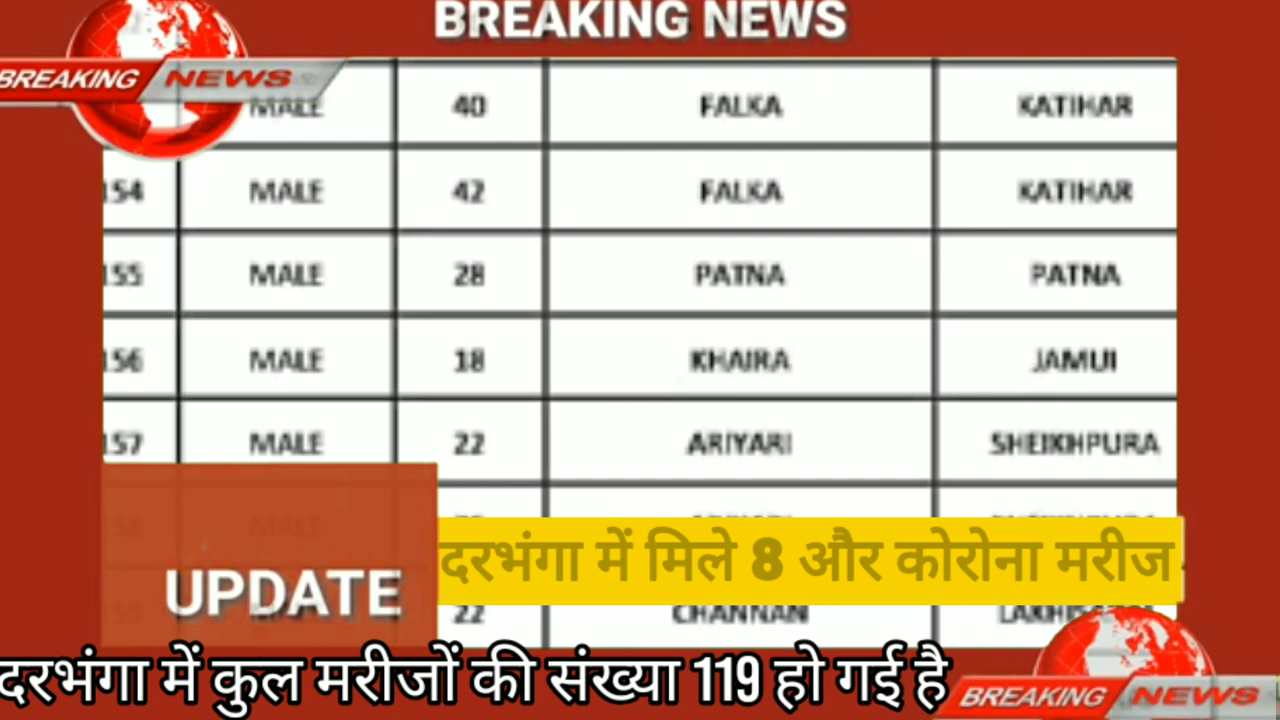 BREAKING NEWS
BREAKING NEWS
MALE 40 FALKA KATIHAR
154 MALE 42 FALKA KATIHAR
155 MALE 28 PATNA PATNA
156 MALE 18 KHAIRA JAMUI
157 MALE 22 ARIYARI SHEIKHPURA
158 MALE
दरभंगा में मिले 8 और कोरोना मरीज
UPDATE
22 CHANNAN
दरभंगा में कुल मरीजों की संख्या 119 हो गई है
BREAKING NEWS